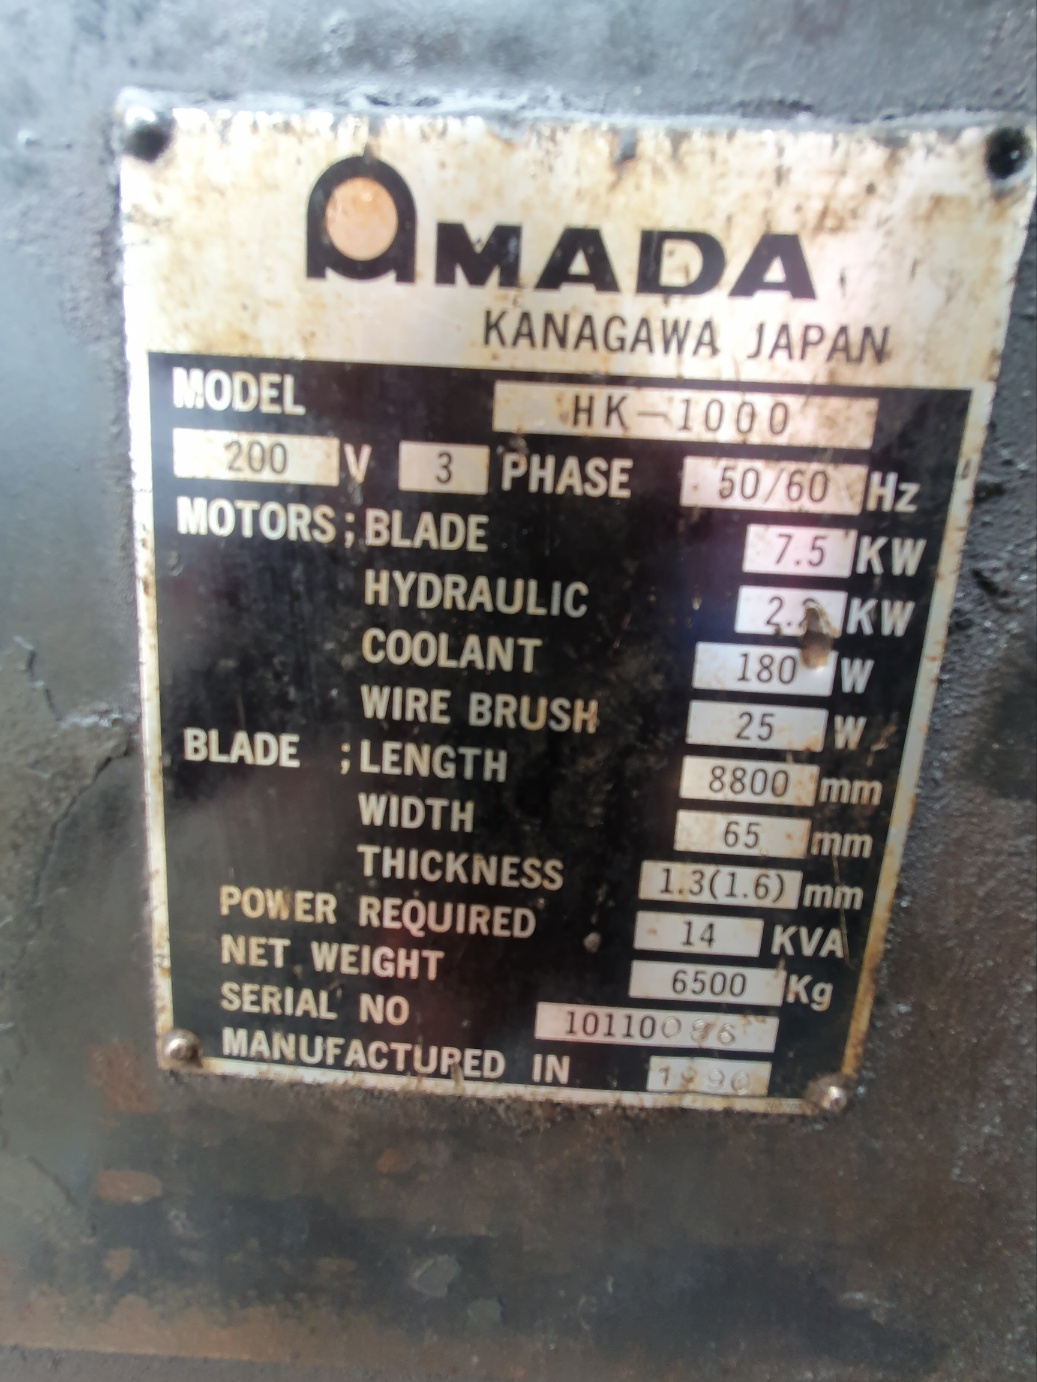 AMADA
KANAGAWA JAPAN
MODEL HK-1000
200 V 3 PHASE 50/60 Hz
MOTORS ; BLADE 7.5 KW
HYDRAULIC KW
COOLANT 180 W
WIRE BRUSH 25 W
BLADE ; LENGTH 8800 mm
WIDTH 65 mm
THICKNESS 1.3(1.6) mm
POWER REQUIRED 14 KVA
NET WEIGHT 6500 Kg
SERIAL NO
MANUFACTURED IN 1990